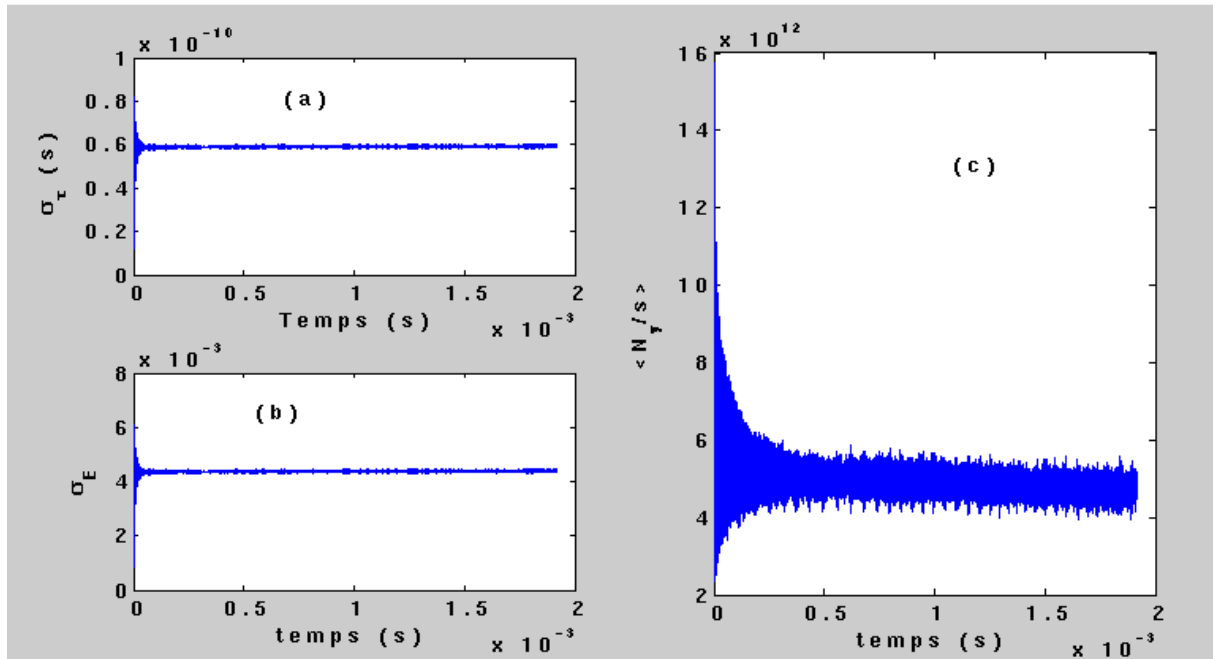 x 10⁻¹⁰
1
0.8
0.6
0.4
0.2
0
σ_τ (s)
(a)
0 0.5 1 1.5 2
Temps (s)
x 10⁻³
x 10⁻³
8
6
4
2
0
σ_E
(b)
0 0.5 1 1.5 2
temps (s)
x 10⁻³
x 10¹²
16
14
12
10
8
6
4
2
<N_γ/s>
(c)
0 0.5 1 1.5 2
temps (s)
x 10⁻³